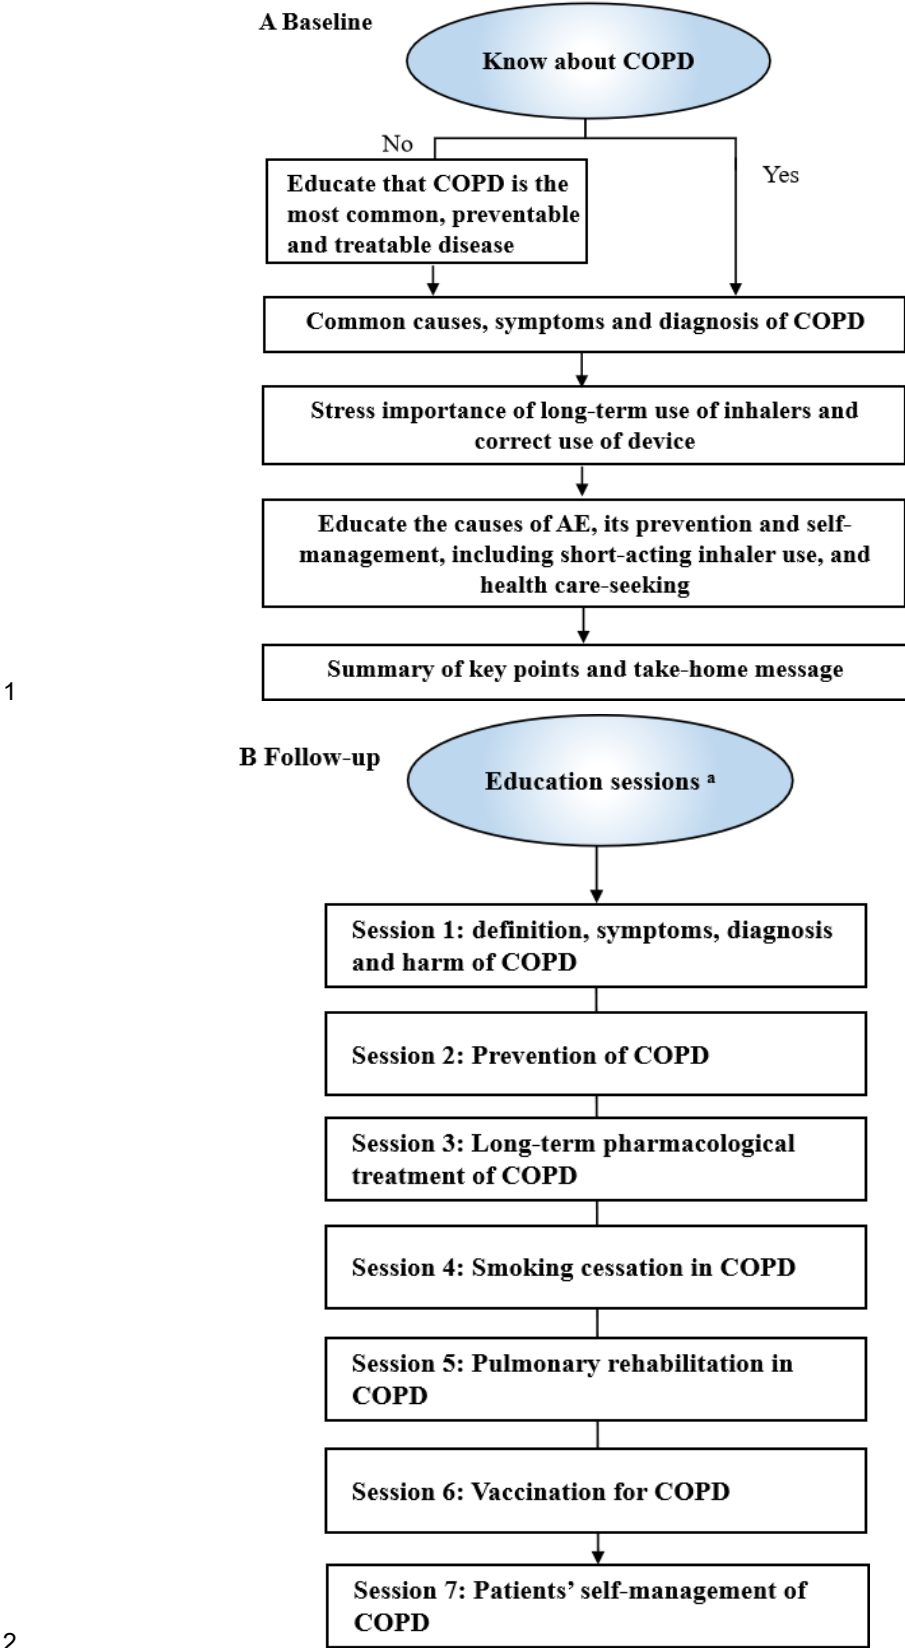 A Baseline
Know about COPD
No
Yes
Educate that COPD is the
most common, preventable
and treatable disease
Common causes, symptoms and diagnosis of COPD
Stress importance of long-term use of inhalers and
correct use of device
Educate the causes of AE, its prevention and self-
management, including short-acting inhaler use, and
health care-seeking
Summary of key points and take-home message
1
B Follow-up
Education sessions ᵃ
Session 1: definition, symptoms, diagnosis
and harm of COPD
Session 2: Prevention of COPD
Session 3: Long-term pharmacological
treatment of COPD
Session 4: Smoking cessation in COPD
Session 5: Pulmonary rehabilitation in
COPD
Session 6: Vaccination for COPD
Session 7: Patients’ self-management of
COPD
2